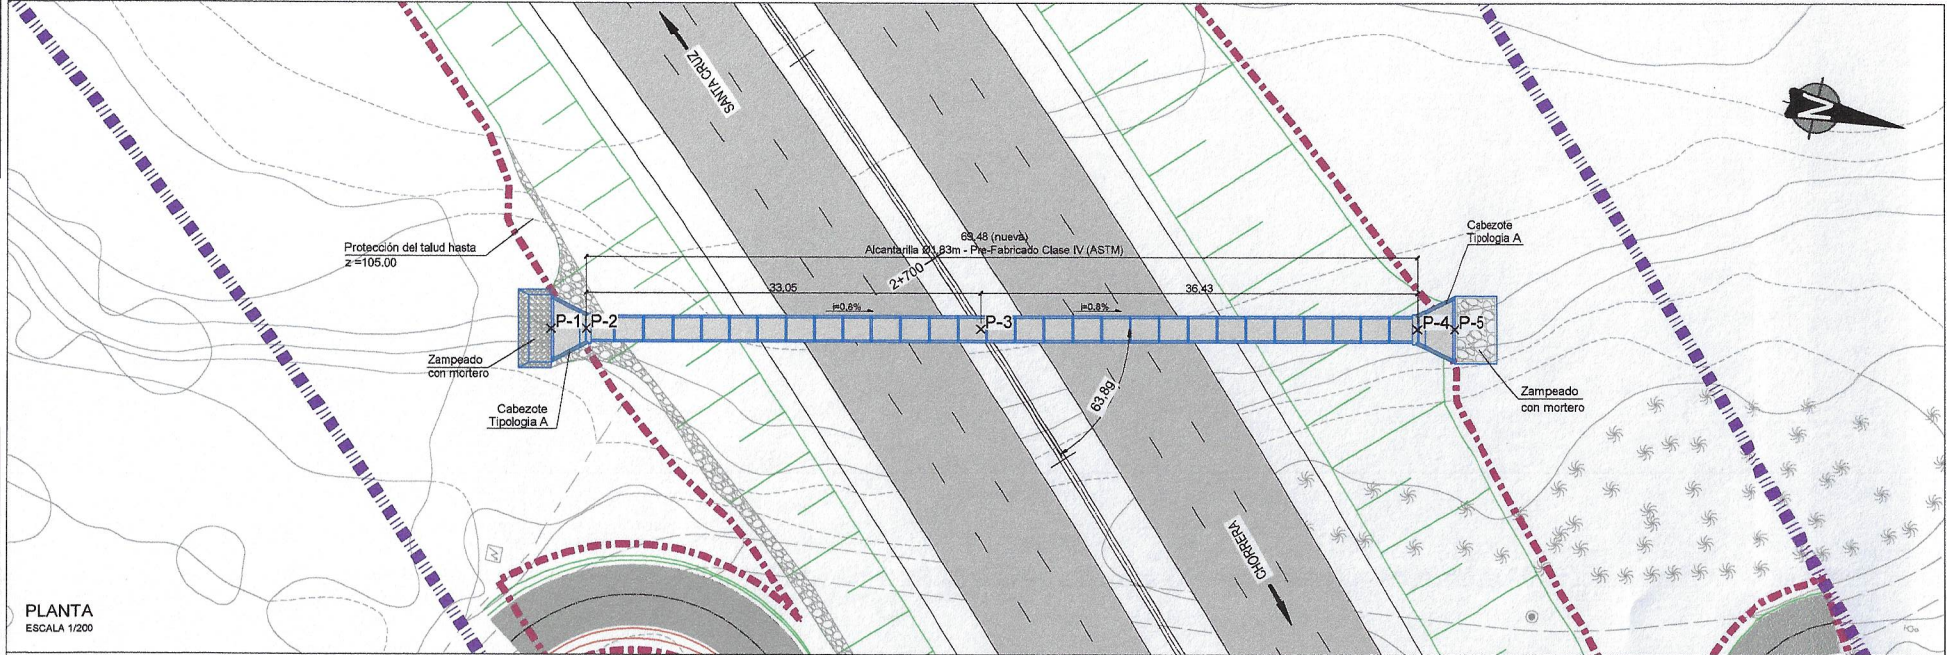 SANTA CRUZ
N
Protección del talud hasta
z =105.00
69.48 (nueva)
Alcantarilla Ø1,83m - Pre-Fabricado Clase IV (ASTM)
2+700
Cabezote
Tipologia A
33,05
36,43
i=0.8%
i=0.8%
P-1
P-2
P-3
P-4
P-5
Zampeado
con mortero
Cabezote
Tipologia A
63,8g
Zampeado
con mortero
CHORRERA
PLANTA
ESCALA 1/200